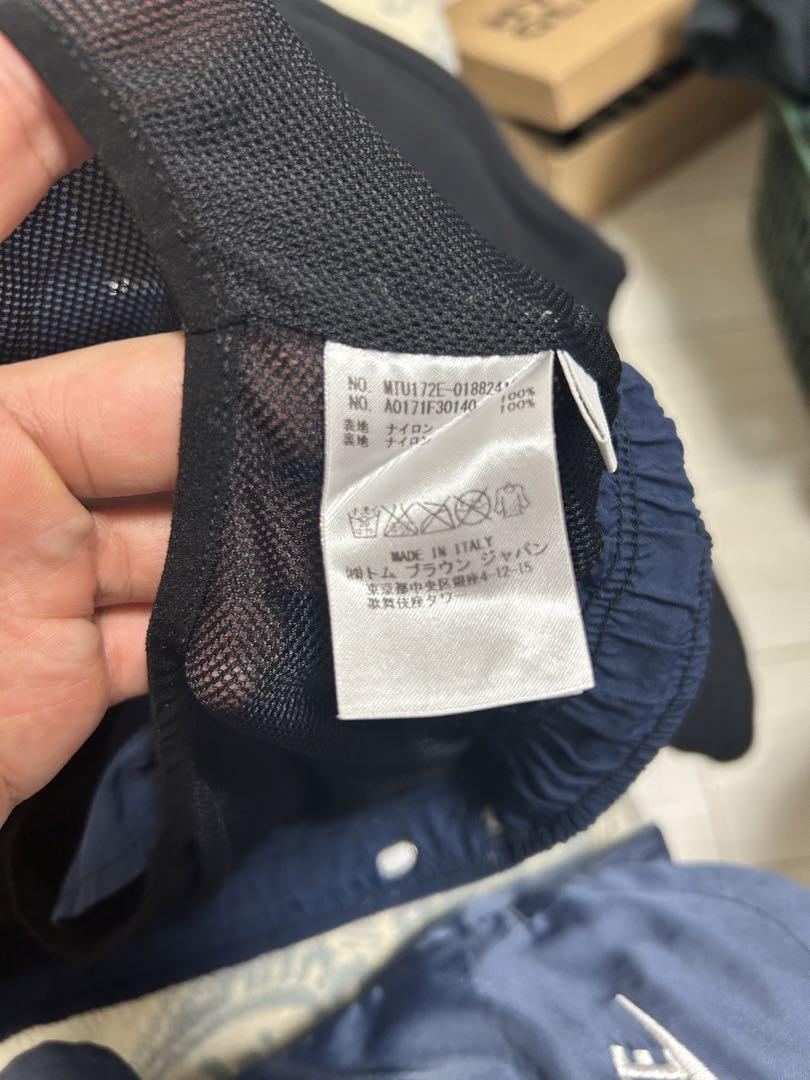 NO. MTU172E-018824
NO. A0171F30140
表地 ナイロン 100%
裏地 ナイロン 100%
MADE IN ITALY
㈱トム ブラウン ジャパン
東京都中央区銀座4-12-15
歌舞伎座タワー